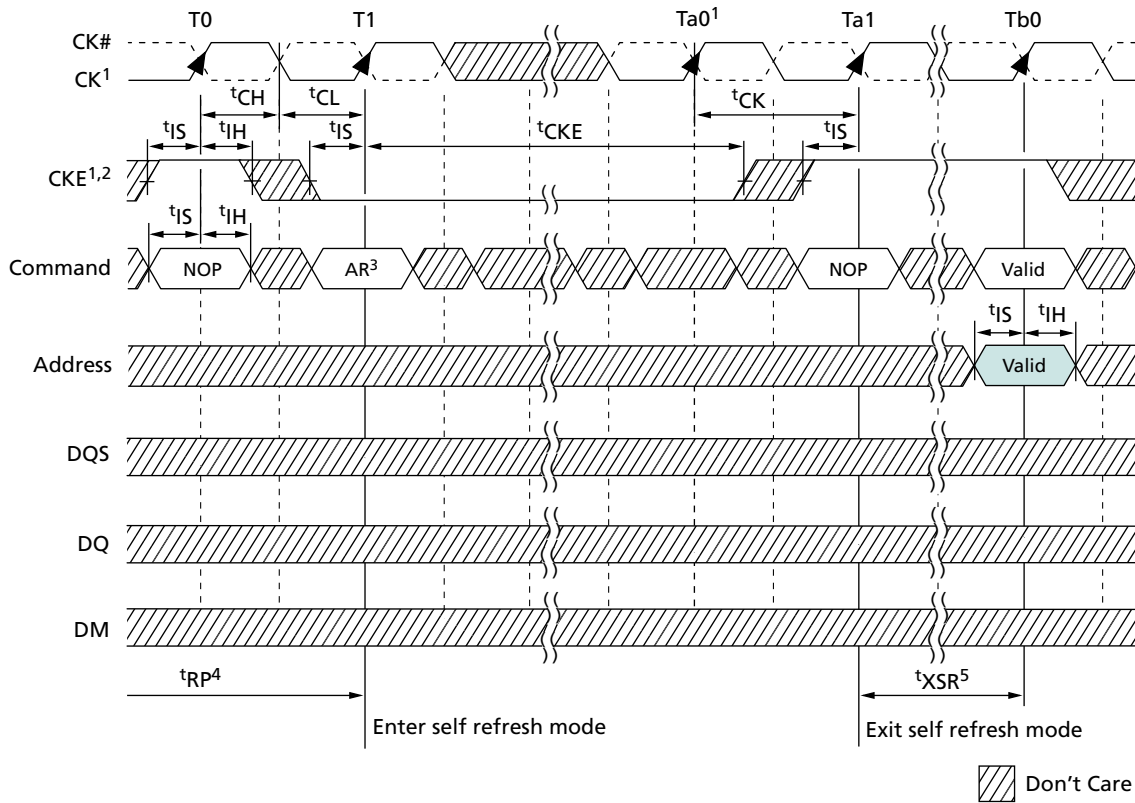 T0 T1 Ta0¹ Ta1 Tb0
CK#
CK¹
tCH tCL tCK
tIS tIH tIS tCKE tIS
CKE¹,²
tIS tIH
Command NOP AR³ NOP Valid
tIS tIH
Address Valid
DQS
DQ
DM
tRP⁴ tXSR⁵
Enter self refresh mode Exit self refresh mode
Don't Care